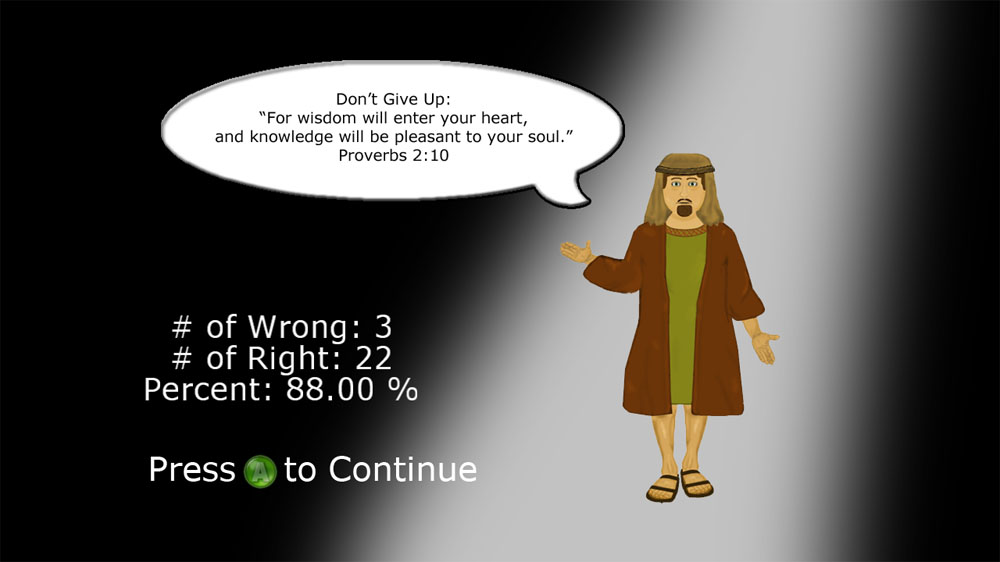 Don’t Give Up:
“For wisdom will enter your heart,
and knowledge will be pleasant to your soul.”
Proverbs 2:10
# of Wrong: 3
# of Right: 22
Percent: 88.00 %
Press A to Continue